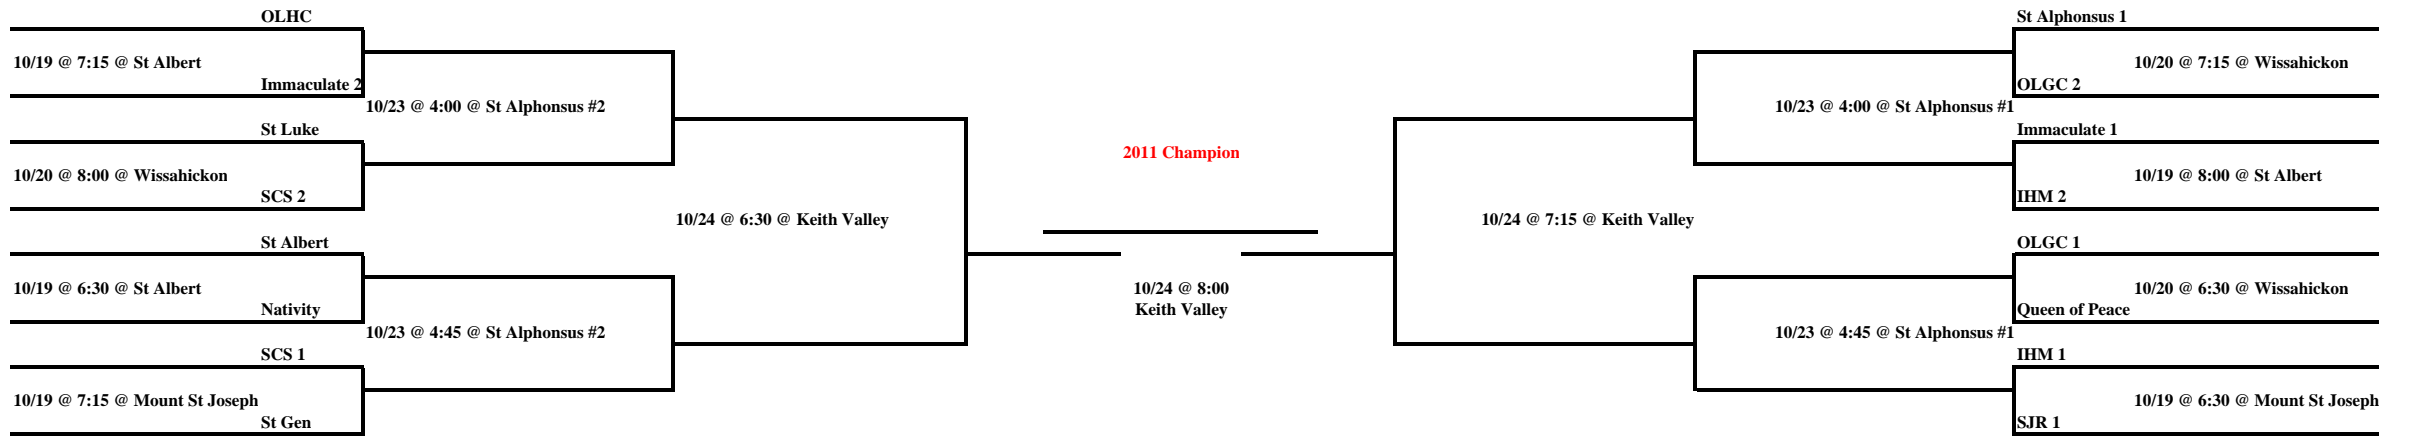 OLHC
10/19 @ 7:15 @ St Albert
Immaculate 2
10/23 @ 4:00 @ St Alphonsus #2
St Luke
10/20 @ 8:00 @ Wissahickon
SCS 2
10/24 @ 6:30 @ Keith Valley
St Albert
10/19 @ 6:30 @ St Albert
Nativity
10/23 @ 4:45 @ St Alphonsus #2
SCS 1
10/19 @ 7:15 @ Mount St Joseph
St Gen
2011 Champion
10/24 @ 8:00
Keith Valley
St Alphonsus 1
10/20 @ 7:15 @ Wissahickon
OLGC 2
10/23 @ 4:00 @ St Alphonsus #1
Immaculate 1
10/19 @ 8:00 @ St Albert
IHM 2
10/24 @ 7:15 @ Keith Valley
OLGC 1
10/20 @ 6:30 @ Wissahickon
Queen of Peace
10/23 @ 4:45 @ St Alphonsus #1
IHM 1
10/19 @ 6:30 @ Mount St Joseph
SJR 1